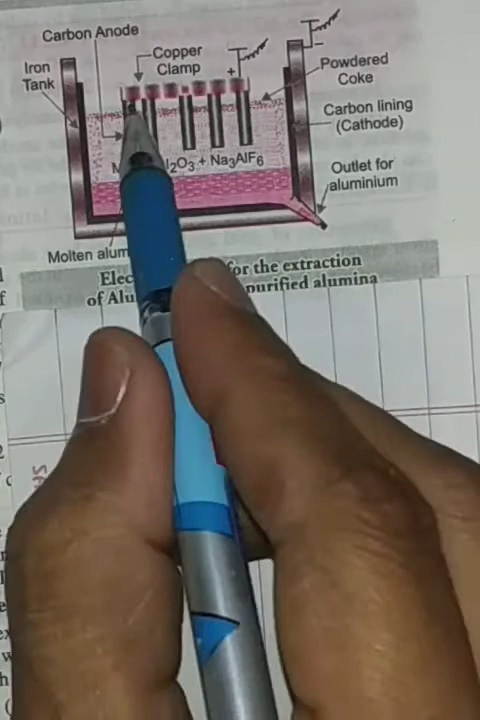 Carbon Anode
Copper
Clamp
Iron
Tank
+
-
Powdered
Coke
Carbon lining
(Cathode)
l₂O₃ + Na₃AlF₆
Outlet for
aluminium
Molten alum
Elec for the extraction
of Alu purified alumina